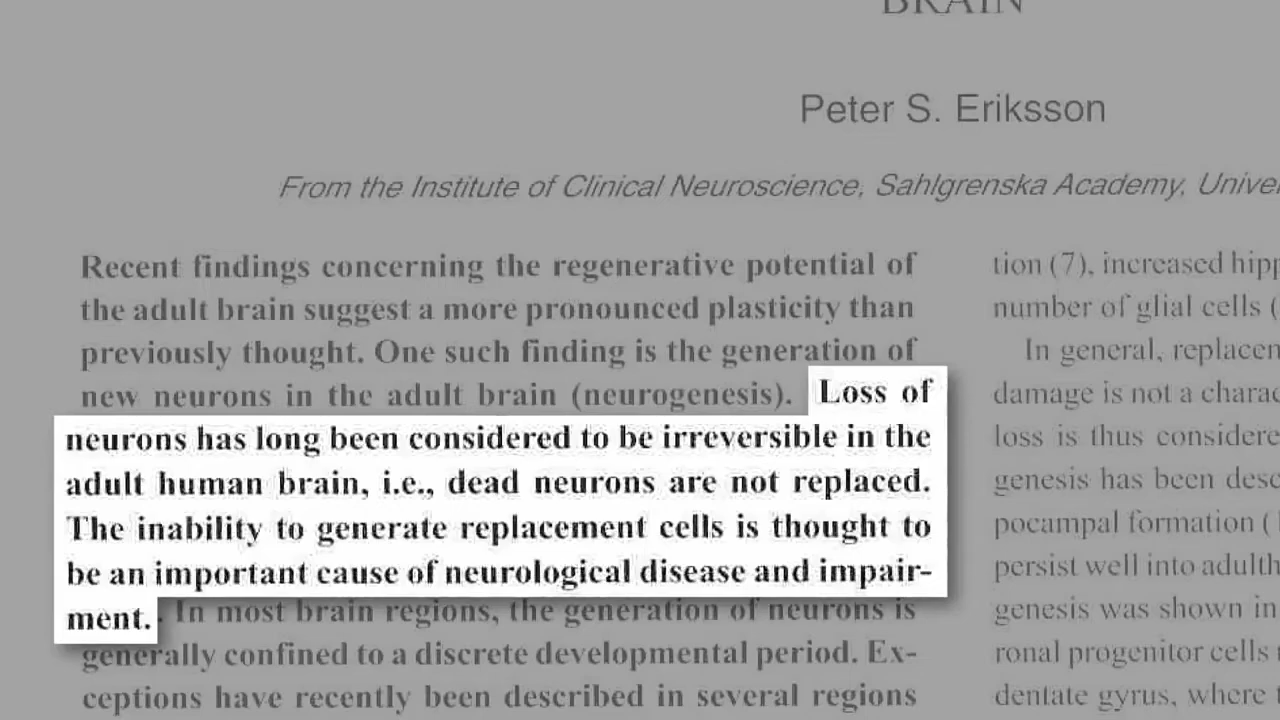 BRAIN
Peter S. Eriksson
From the Institute of Clinical Neuroscience, Sahlgrenska Academy,
Recent findings concerning the regenerative potential of
the adult brain suggest a more pronounced plasticity than
previously thought. One such finding is the generation of
new neurons in the adult brain (neurogenesis). Loss of
neurons has long been considered to be irreversible in the
adult human brain, i.e., dead neurons are not replaced.
The inability to generate replacement cells is thought to
be an important cause of neurological disease and impair-
ment. In most brain regions, the generation of neurons is
generally confined to a discrete developmental period. Ex-
ceptions have recently been described in several regions
tion (7), increased
number of glial cells (
In general,
damage is not a
loss is thus
genesis has been
pocampal formation (
persist well into
genesis was shown in
ronal progenitor cells
dentate gyrus, where